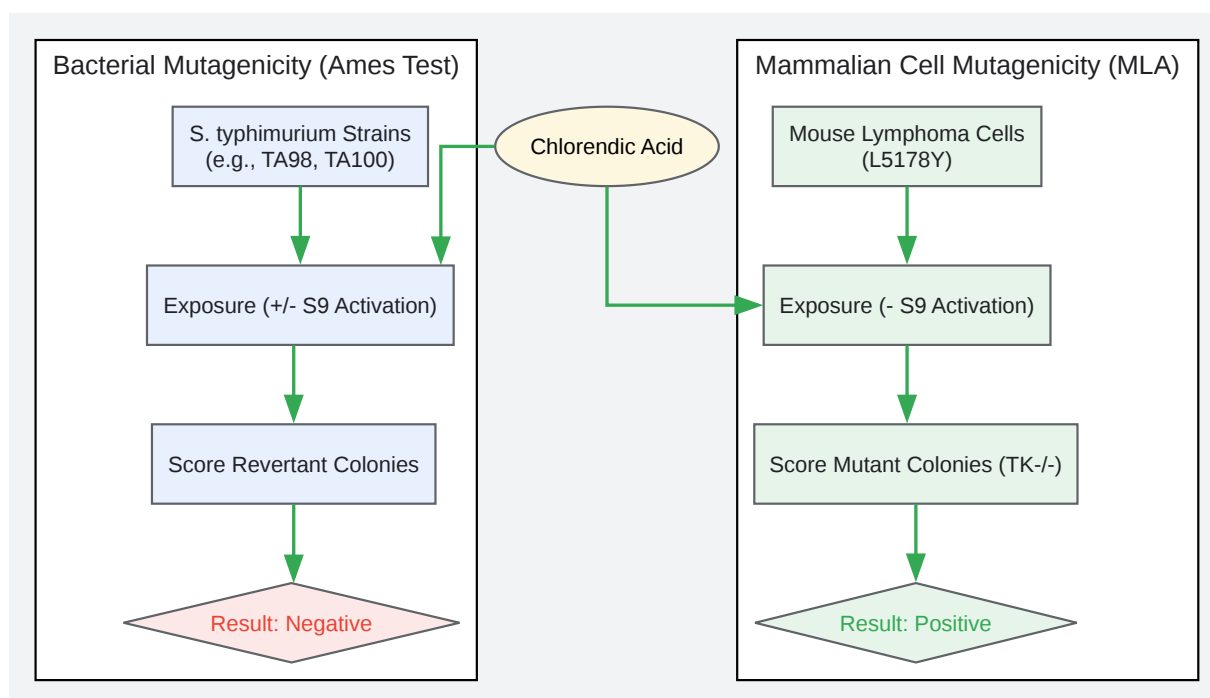 Bacterial Mutagenicity (Ames Test)
S. typhimurium Strains
(e.g., TA98, TA100)
Exposure (+/- S9 Activation)
Score Revertant Colonies
Result: Negative
Chlorendic Acid
Mammalian Cell Mutagenicity (MLA)
Mouse Lymphoma Cells
(L5178Y)
Exposure (- S9 Activation)
Score Mutant Colonies (TK-/-)
Result: Positive